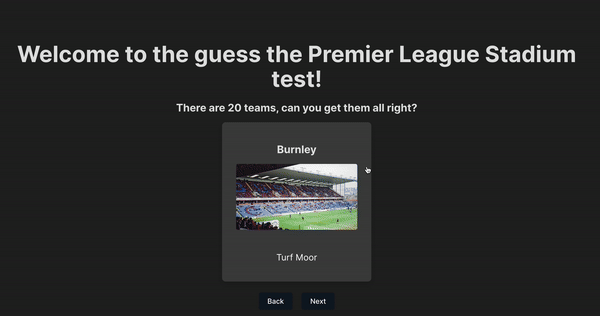 Welcome to the guess the Premier League Stadium
test!
There are 20 teams, can you get them all right?
Burnley
Turf Moor
Back
Next